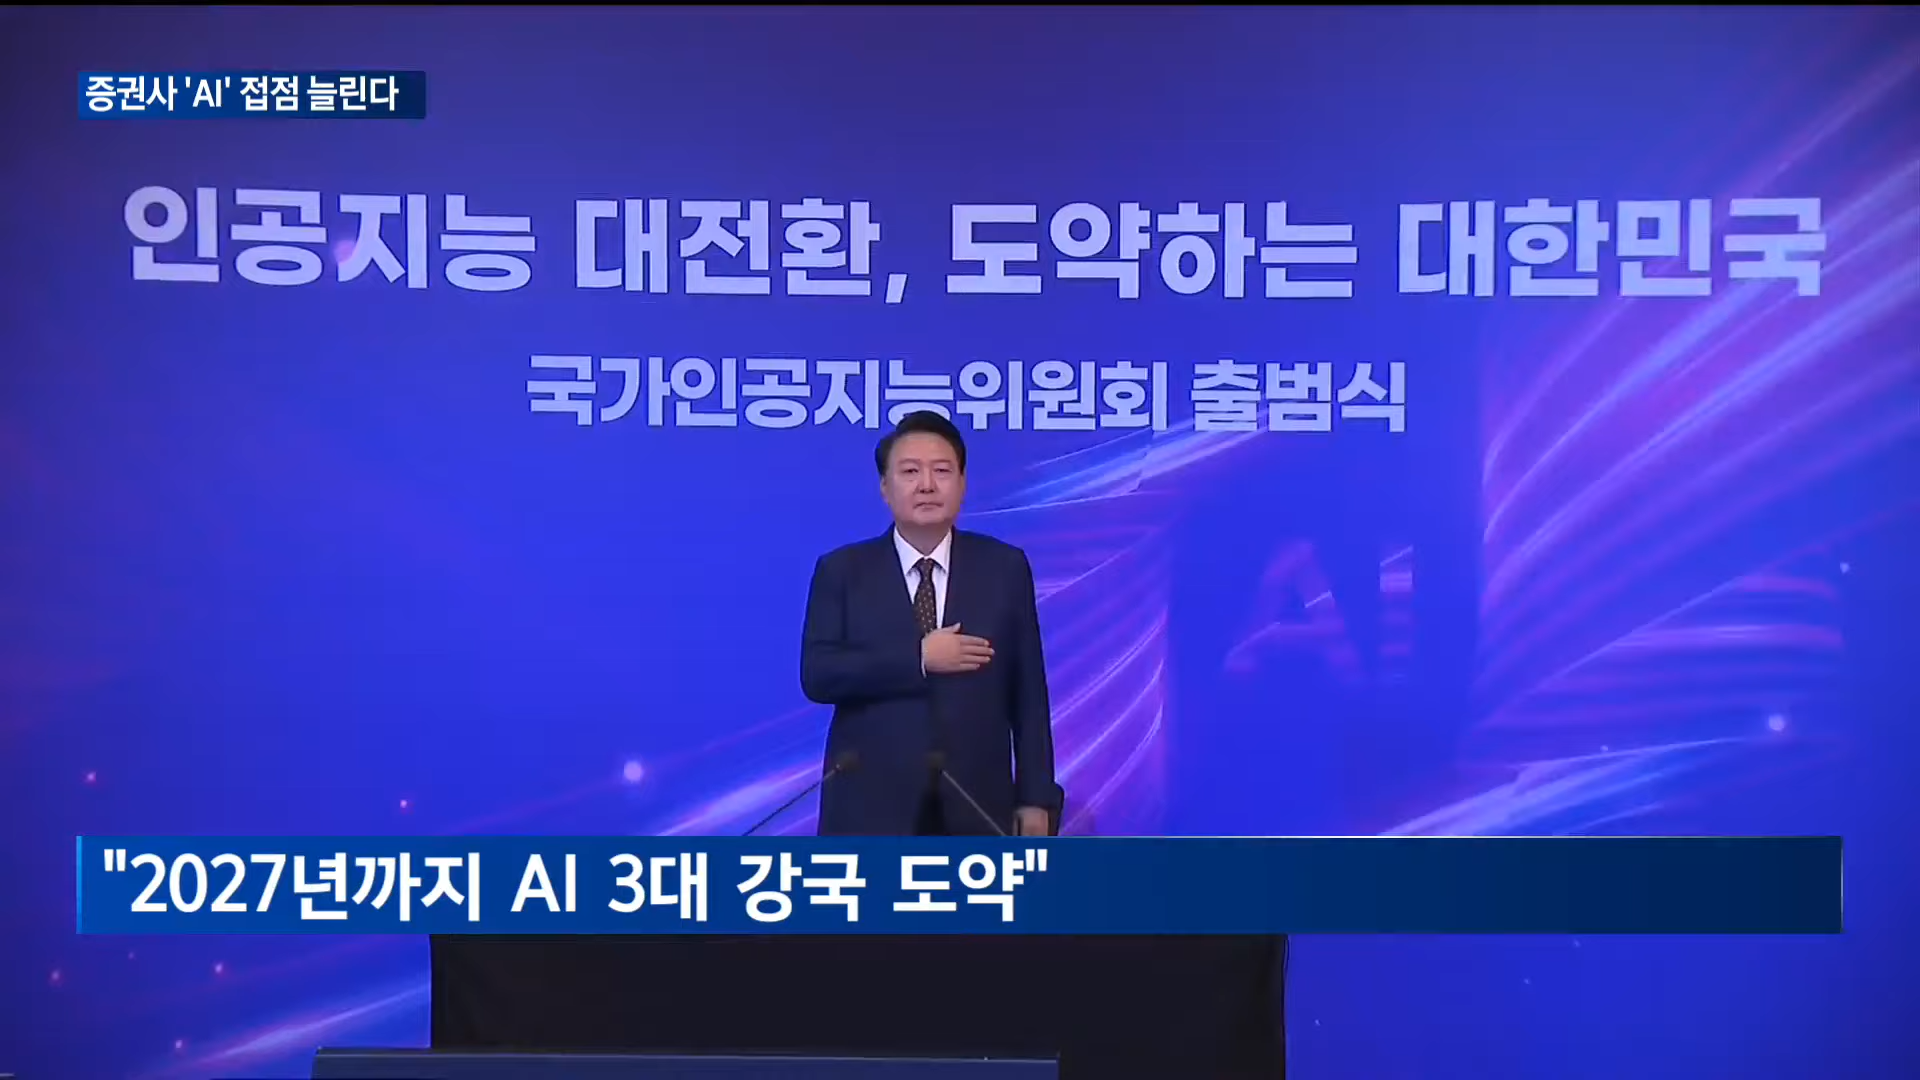 증권사 'AI' 접점 늘린다
인공지능 대전환, 도약하는 대한민국
국가인공지능위원회 출범식
AI
"2027년까지 AI 3대 강국 도약"